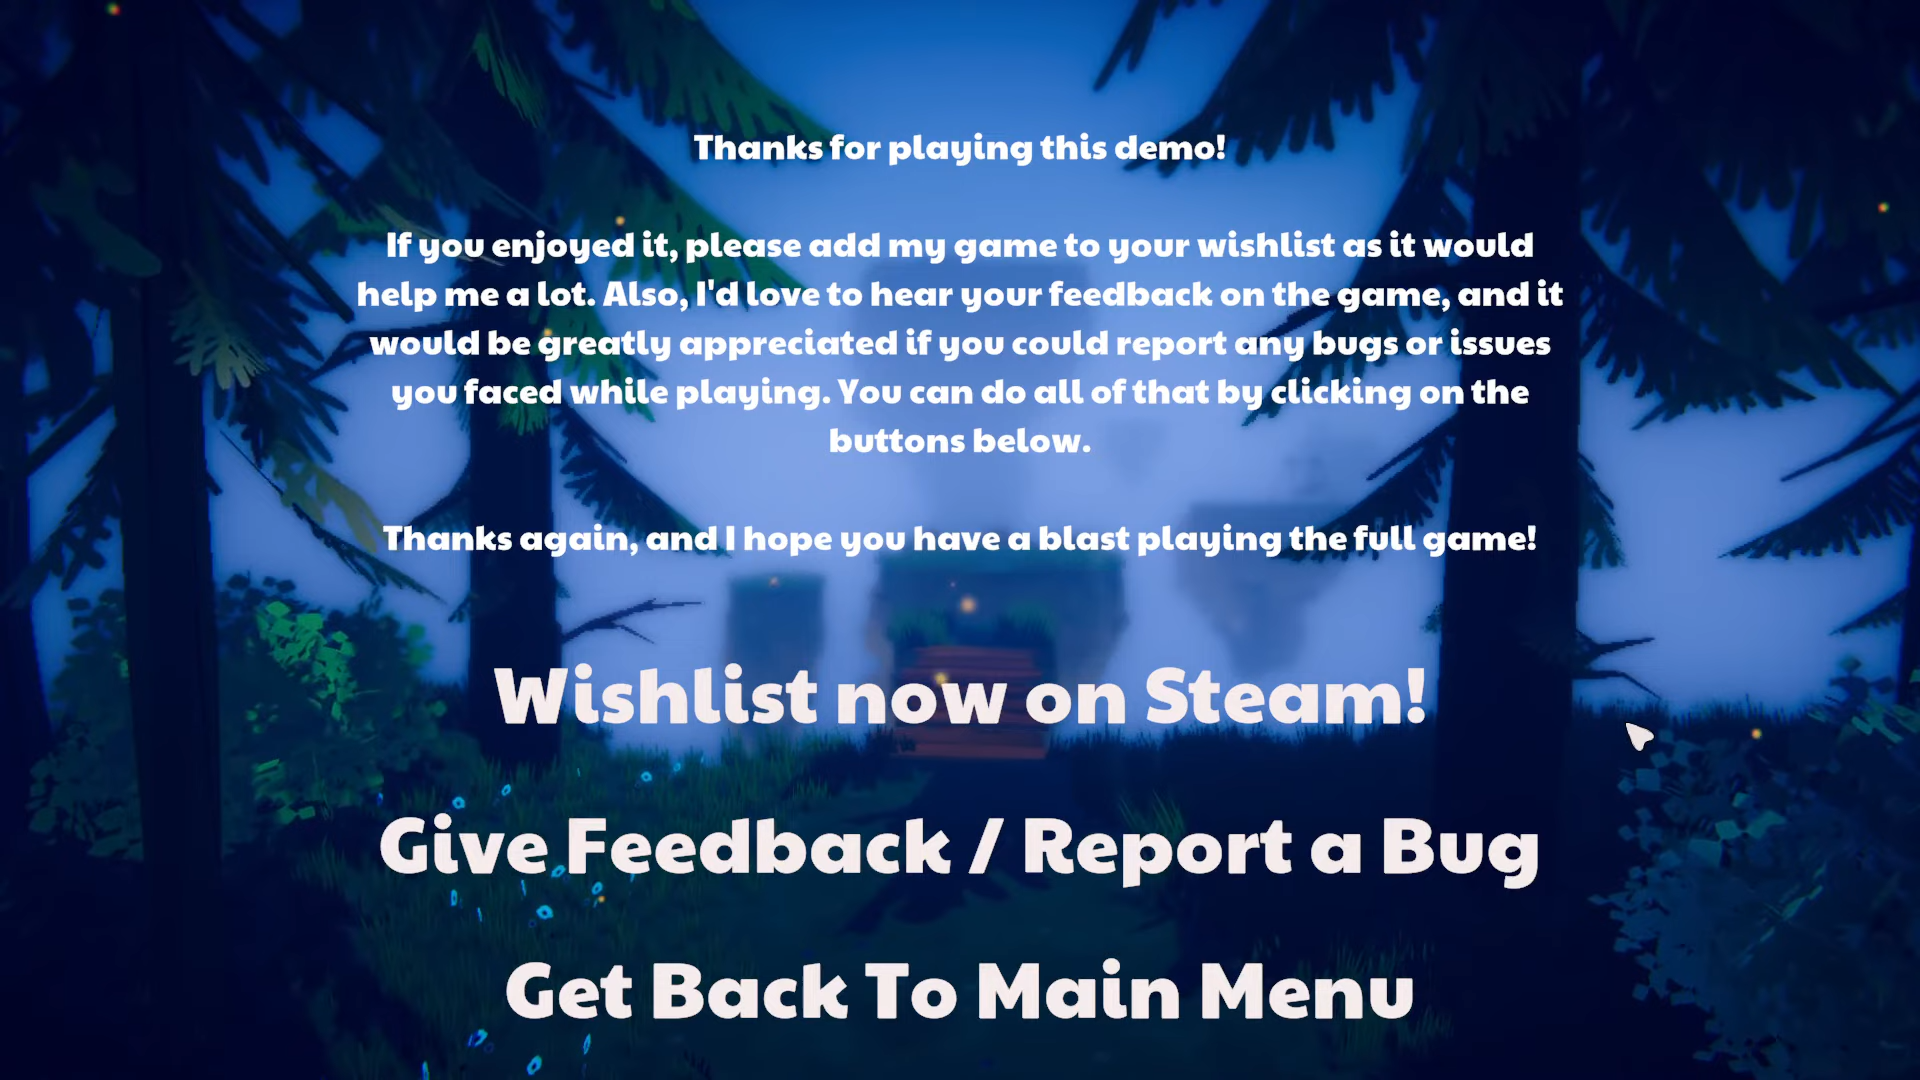 Thanks for playing this demo!
If you enjoyed it, please add my game to your wishlist as it would
help me a lot. Also, I'd love to hear your feedback on the game, and it
would be greatly appreciated if you could report any bugs or issues
you faced while playing. You can do all of that by clicking on the
buttons below.
Thanks again, and I hope you have a blast playing the full game!
Wishlist now on Steam!
Give Feedback / Report a Bug
Get Back To Main Menu